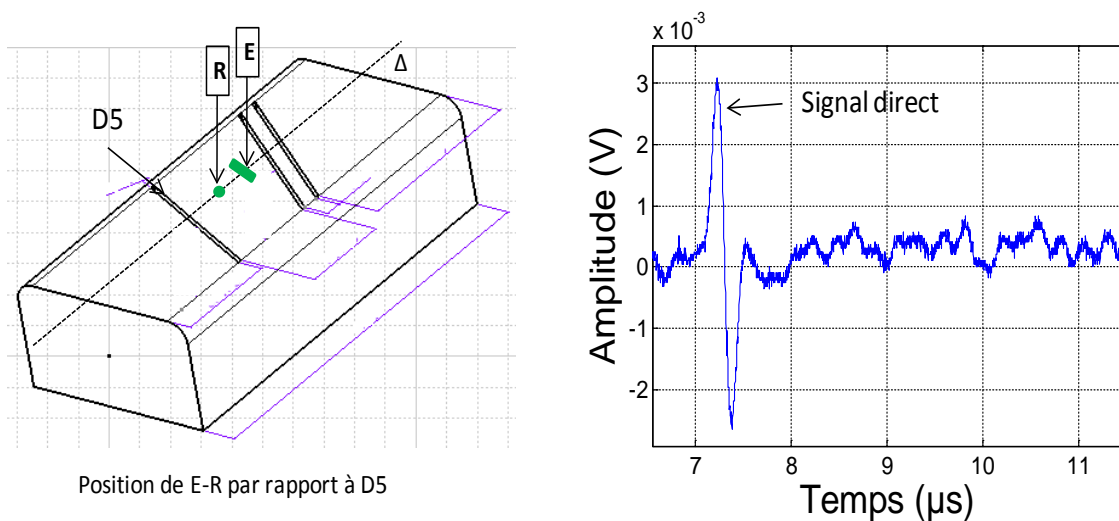 R
E
Δ
D5
Position de E-R par rapport à D5
x 10⁻³
Signal direct
3
2
1
0
-1
-2
Amplitude (V)
7 8 9 10 11
Temps (µs)